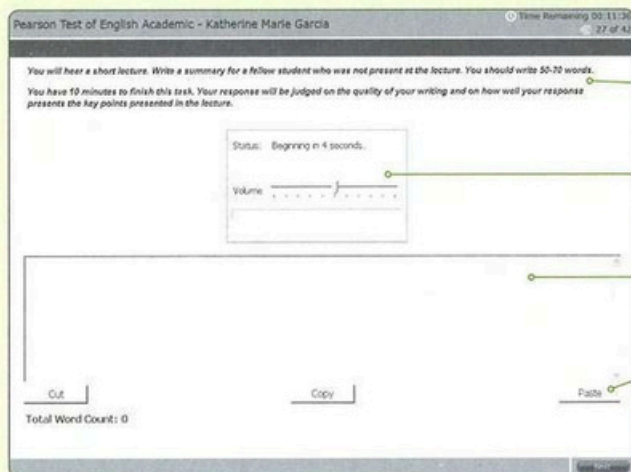 Pearson Test of English Academic - Katherine Marie Garcia
Time Remaining 00:11:36
27 of 42
You will hear a short lecture. Write a summary for a fellow student who was not present at the lecture. You should write 50-70 words.
You have 10 minutes to finish this task. Your response will be judged on the quality of your writing and on how well your response
presents the key points presented in the lecture.
Status: Beginning in 4 seconds.
Volume
Cut
Copy
Paste
Total Word Count: 0